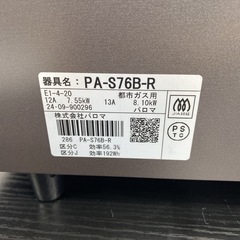 器具名： PA-S76B-R
E1-4-20 都市ガス用
12A 7.55kW 13A 8.10kW
24-09-900296 パロマ
株式会社パロマ
PS
TC
286 PA-S76B-R
区分C 効率56.3%
区分J 効率192Wh